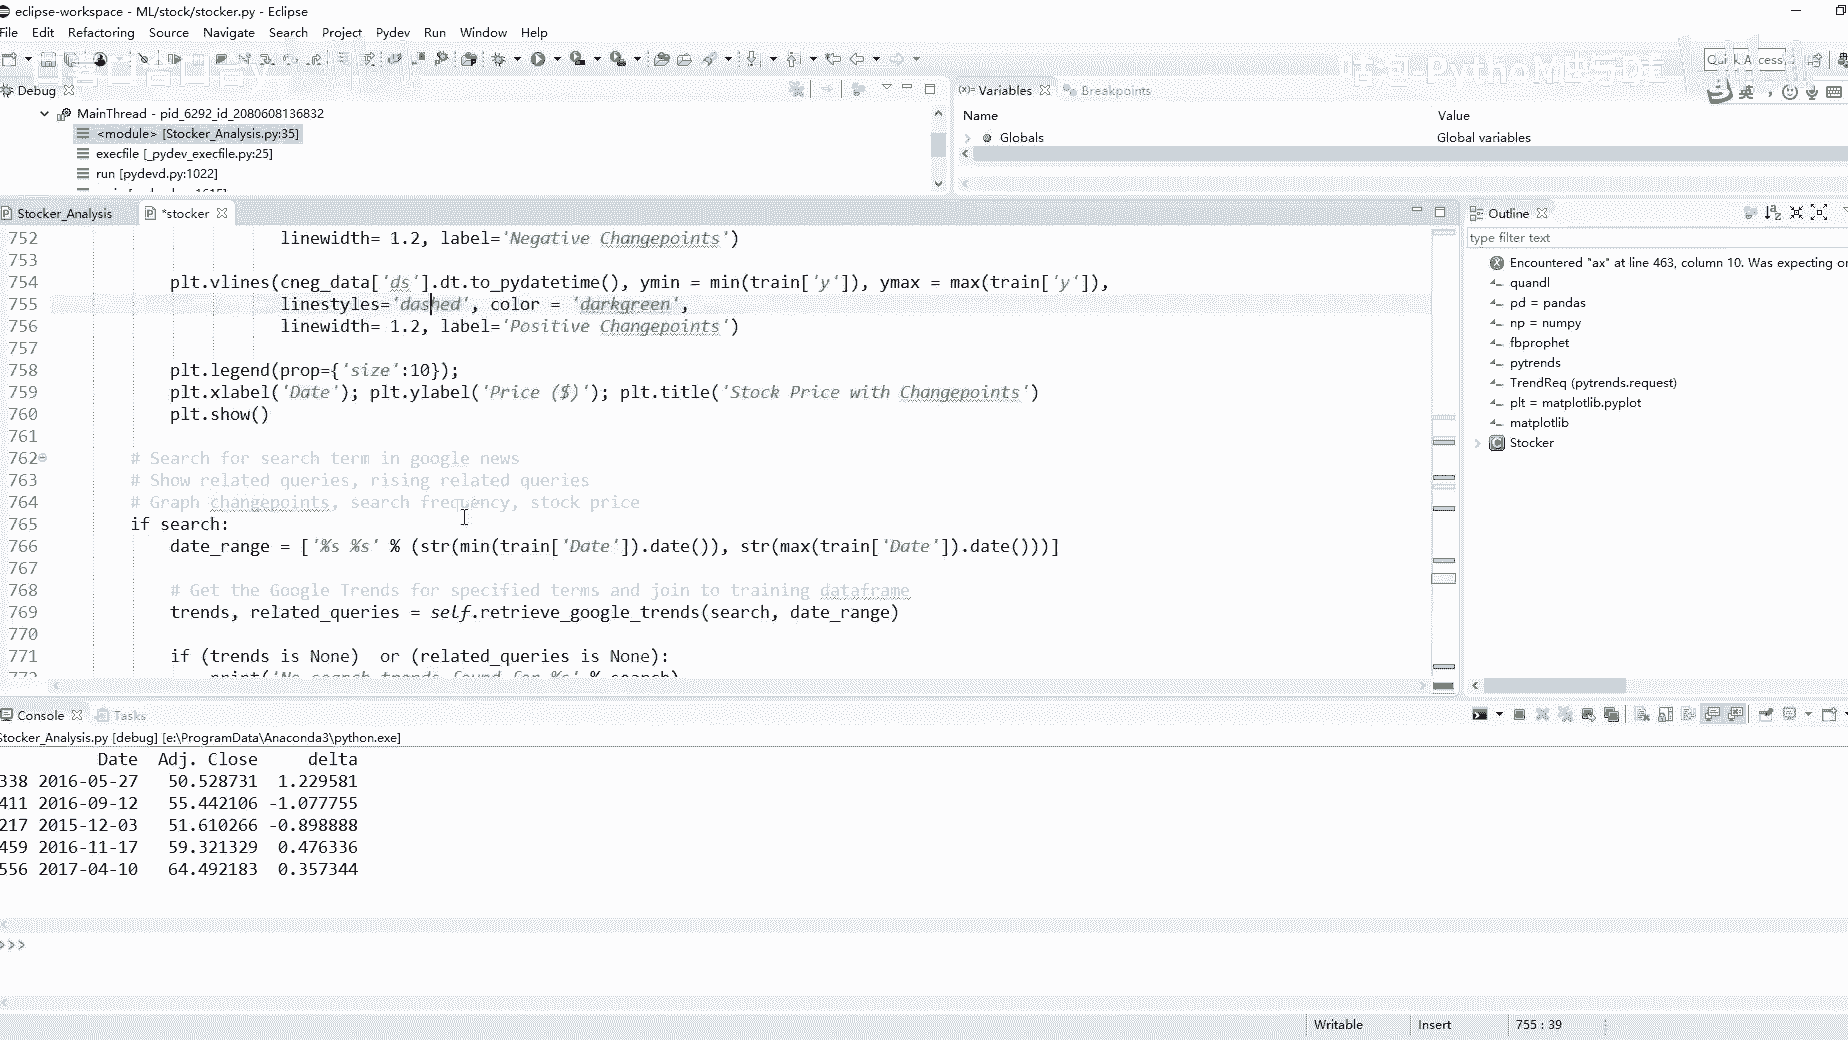 eclipse-workspace - ML/stock/stocker.py - Eclipse
File Edit Refactoring Source Navigate Search Project Pydev Run Window Help
Debug
MainThread - pid_6292_id_2080608136832
<module> [Stocker_Analysis.py:35]
execfile [_pydev_execfile.py:25]
run [pydevd.py:1022]
(x)= Variables Breakpoints
Name Value
Globals Global variables
Stocker_Analysis *stocker
752 linewidth= 1.2, label='Negative Changepoints')
753
754 plt.vlines(cneg_data['ds'].dt.to_pydatetime(), ymin = min(train['y']), ymax = max(train['y']),
755 linestyles='dashed', color = 'darkgreen',
756 linewidth= 1.2, label='Positive Changepoints')
757
758 plt.legend(prop={'size':10});
759 plt.xlabel('Date'); plt.ylabel('Price ($)'); plt.title('Stock Price with Changepoints')
760 plt.show()
761
762 # Search for search term in google news
763 # Show related queries, rising related queries
764 # Graph changepoints, search frequency, stock price
765 if search:
766 date_range = ['%s %s' % (str(min(train['Date']).date()), str(max(train['Date']).date()))]
767
768 # Get the Google Trends for specified terms and join to training dataframe
769 trends, related_queries = self.retrieve_google_trends(search, date_range)
770
771 if (trends is None)  or (related_queries is None):
772 print('No search trends found for %s' % search)
Outline
type filter text
Encountered "ax" at line 463, column 10. Was expecting
quandl
pd = pandas
np = numpy
fbprophet
pytrends
TrendReq (pytrends.request)
plt = matplotlib.pyplot
matplotlib
Stocker
Console Tasks
Stocker_Analysis.py [debug] [e:\ProgramData\Anaconda3\python.exe]
Date Adj. Close delta
338 2016-05-27 50.528731 1.229581
411 2016-09-12 55.442106 -1.077755
217 2015-12-03 51.610266 -0.898888
459 2016-11-17 59.321329 0.476336
556 2017-04-10 64.492183 0.357344
>>>
Writable Insert 755 : 39